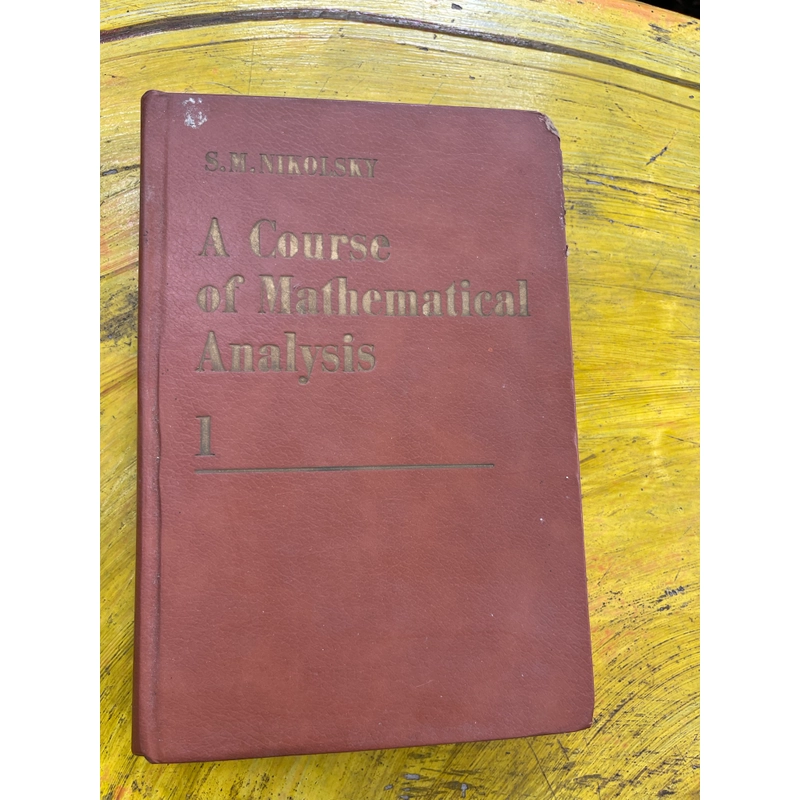 S.M. NIKOLSKY
A Course
of Mathematical
Analysis
1